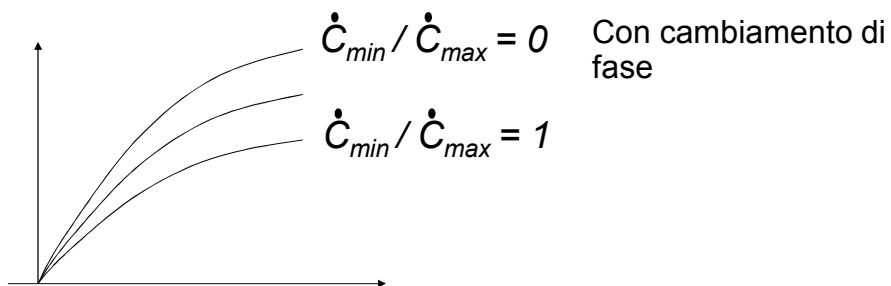 Ċmin / Ċmax = 0 Con cambiamento di
fase
Ċmin / Ċmax = 1